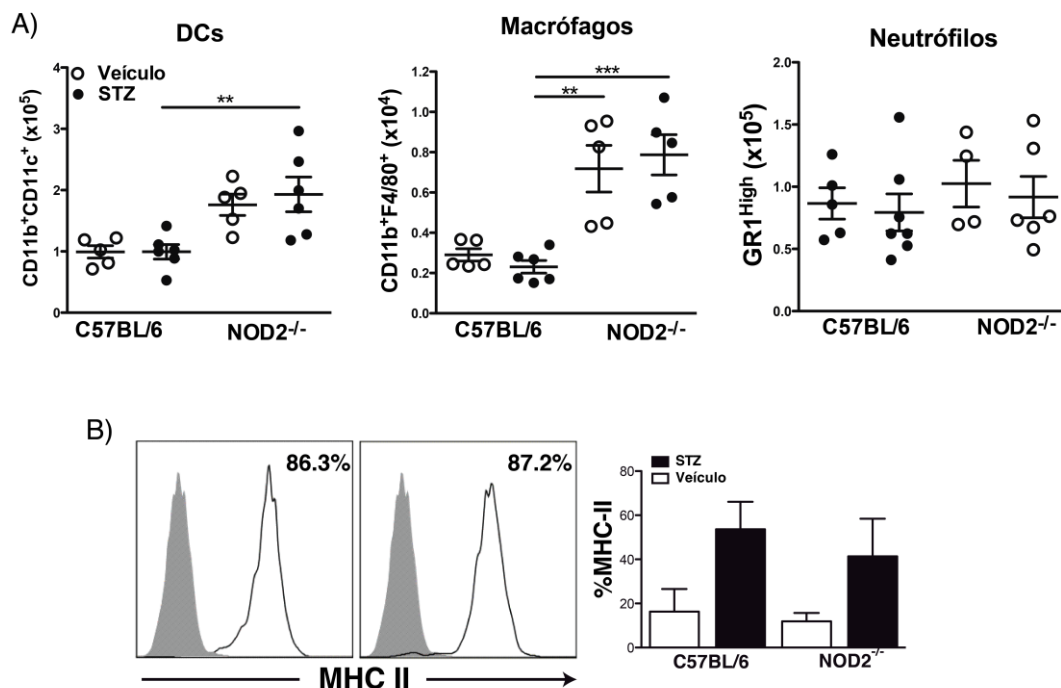 A)
DCs
Macrófagos
Neutrófilos
CD11b⁺CD11c⁺ (x10⁵)
4
3
2
1
0
Veículo
STZ
**
C57BL/6
NOD2⁻/⁻
CD11b⁺F4/80⁺ (x10⁴)
1.2
1.0
0.8
0.6
0.4
0.2
0.0
***
**
C57BL/6
NOD2⁻/⁻
GR1ᴴⁱᵍʰ (x10⁵)
2.0
1.5
1.0
0.5
0.0
C57BL/6
NOD2⁻/⁻
B)
86.3%
87.2%
MHC II
%MHC-II
80
60
40
20
0
STZ
Veículo
C57BL/6
NOD2⁻/⁻